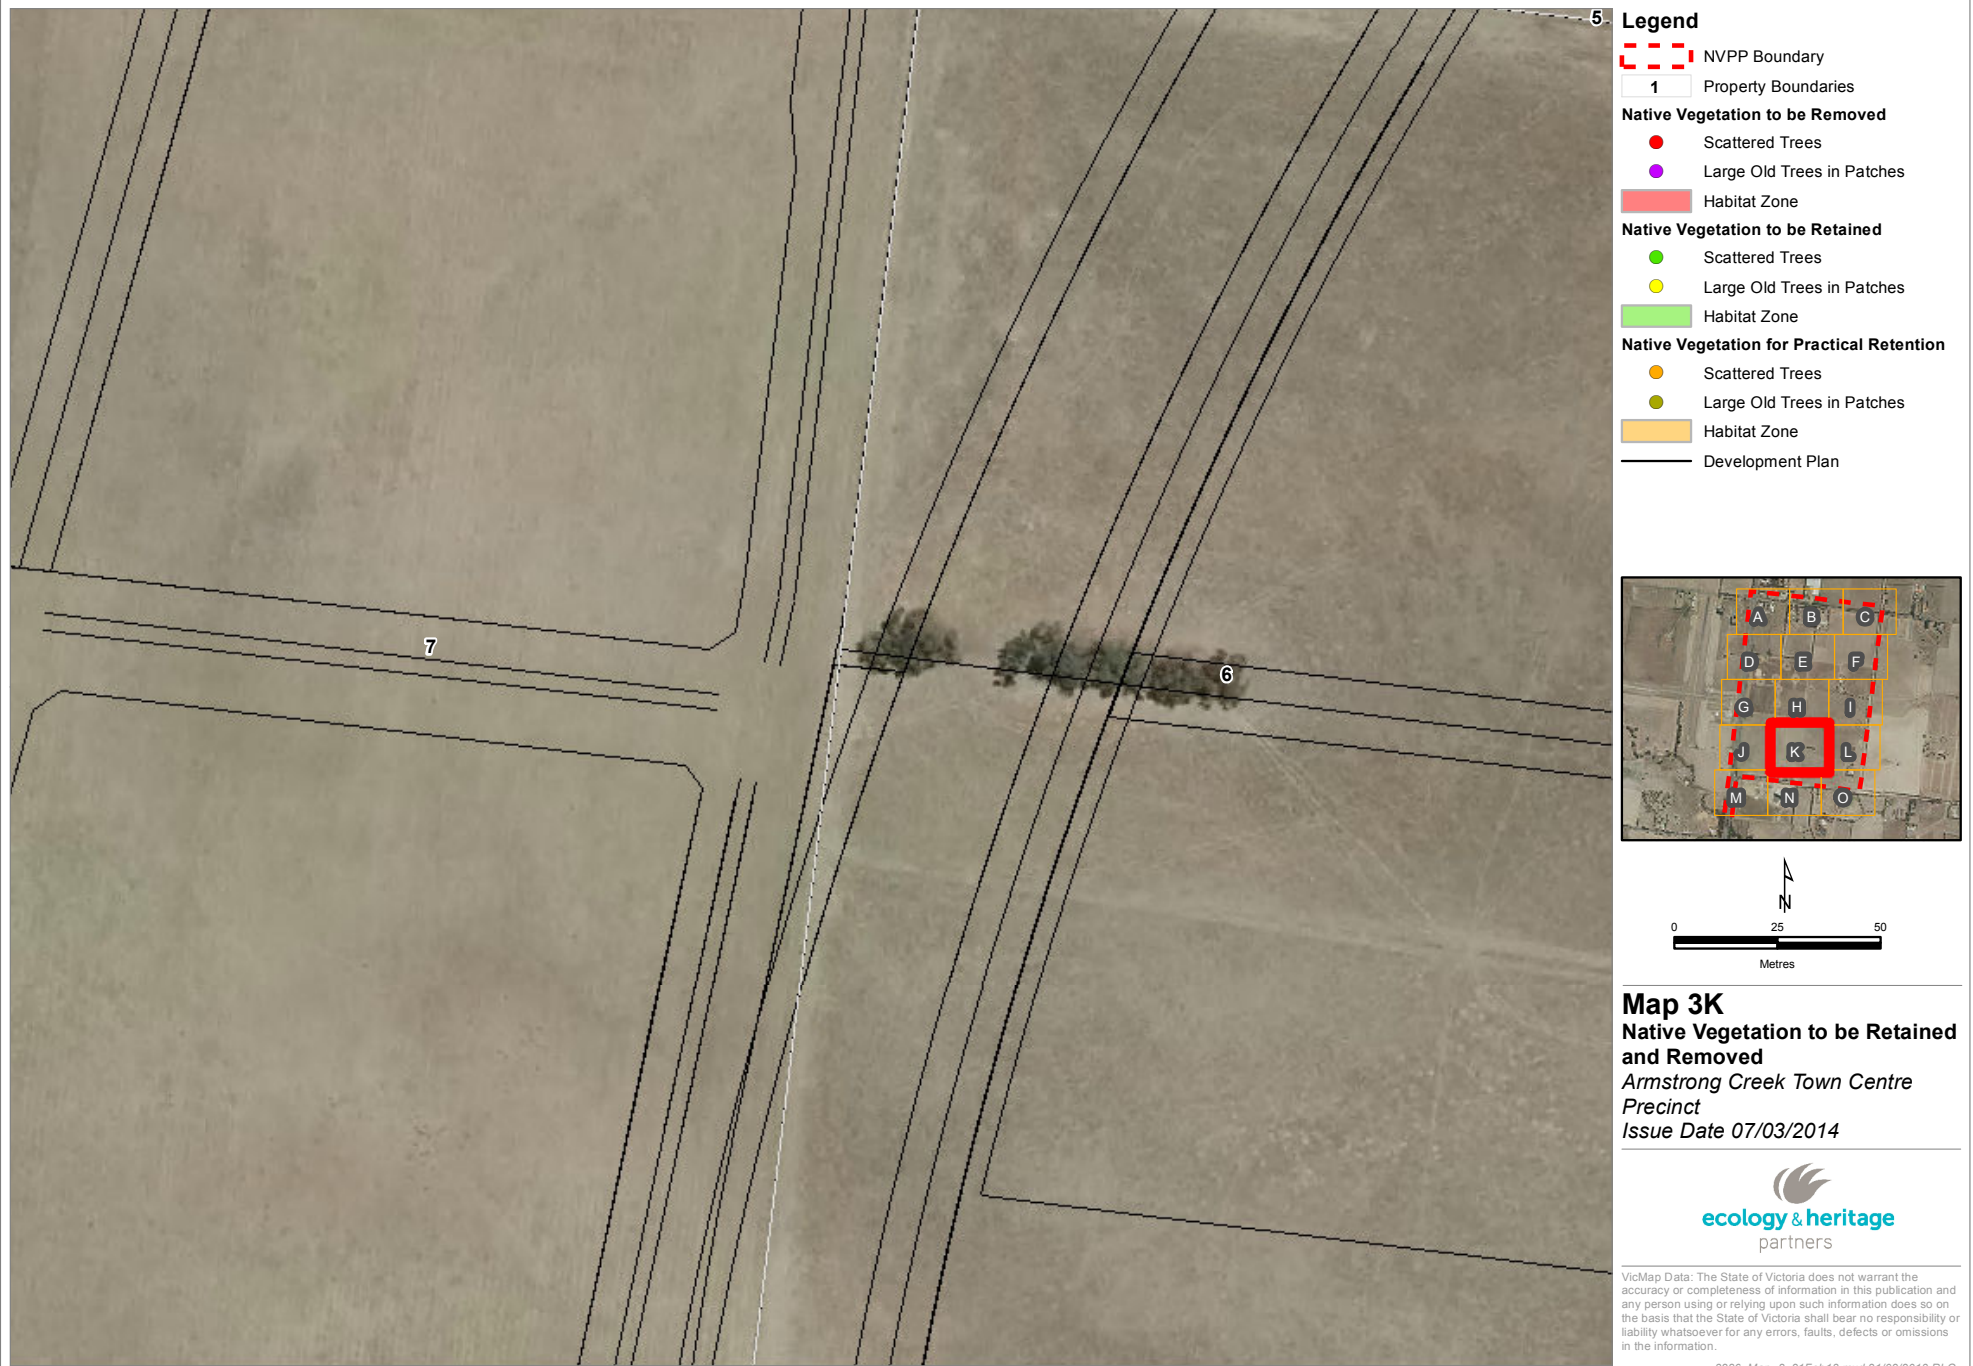 5
7
6
Legend
NVPP Boundary
1 Property Boundaries
Native Vegetation to be Removed
Scattered Trees
Large Old Trees in Patches
Habitat Zone
Native Vegetation to be Retained
Scattered Trees
Large Old Trees in Patches
Habitat Zone
Native Vegetation for Practical Retention
Scattered Trees
Large Old Trees in Patches
Habitat Zone
Development Plan
A B C
D E F
G H I
J K L
M N O
N
0 25 50
Metres
Map 3K
Native Vegetation to be Retained
and Removed
Armstrong Creek Town Centre
Precinct
Issue Date 07/03/2014
ecology & heritage
partners
VicMap Data: The State of Victoria does not warrant the
accuracy or completeness of information in this publication and
any person using or relying upon such information does so on
the basis that the State of Victoria shall bear no responsibility or
liability whatsoever for any errors, faults, defects or omissions
in the information.